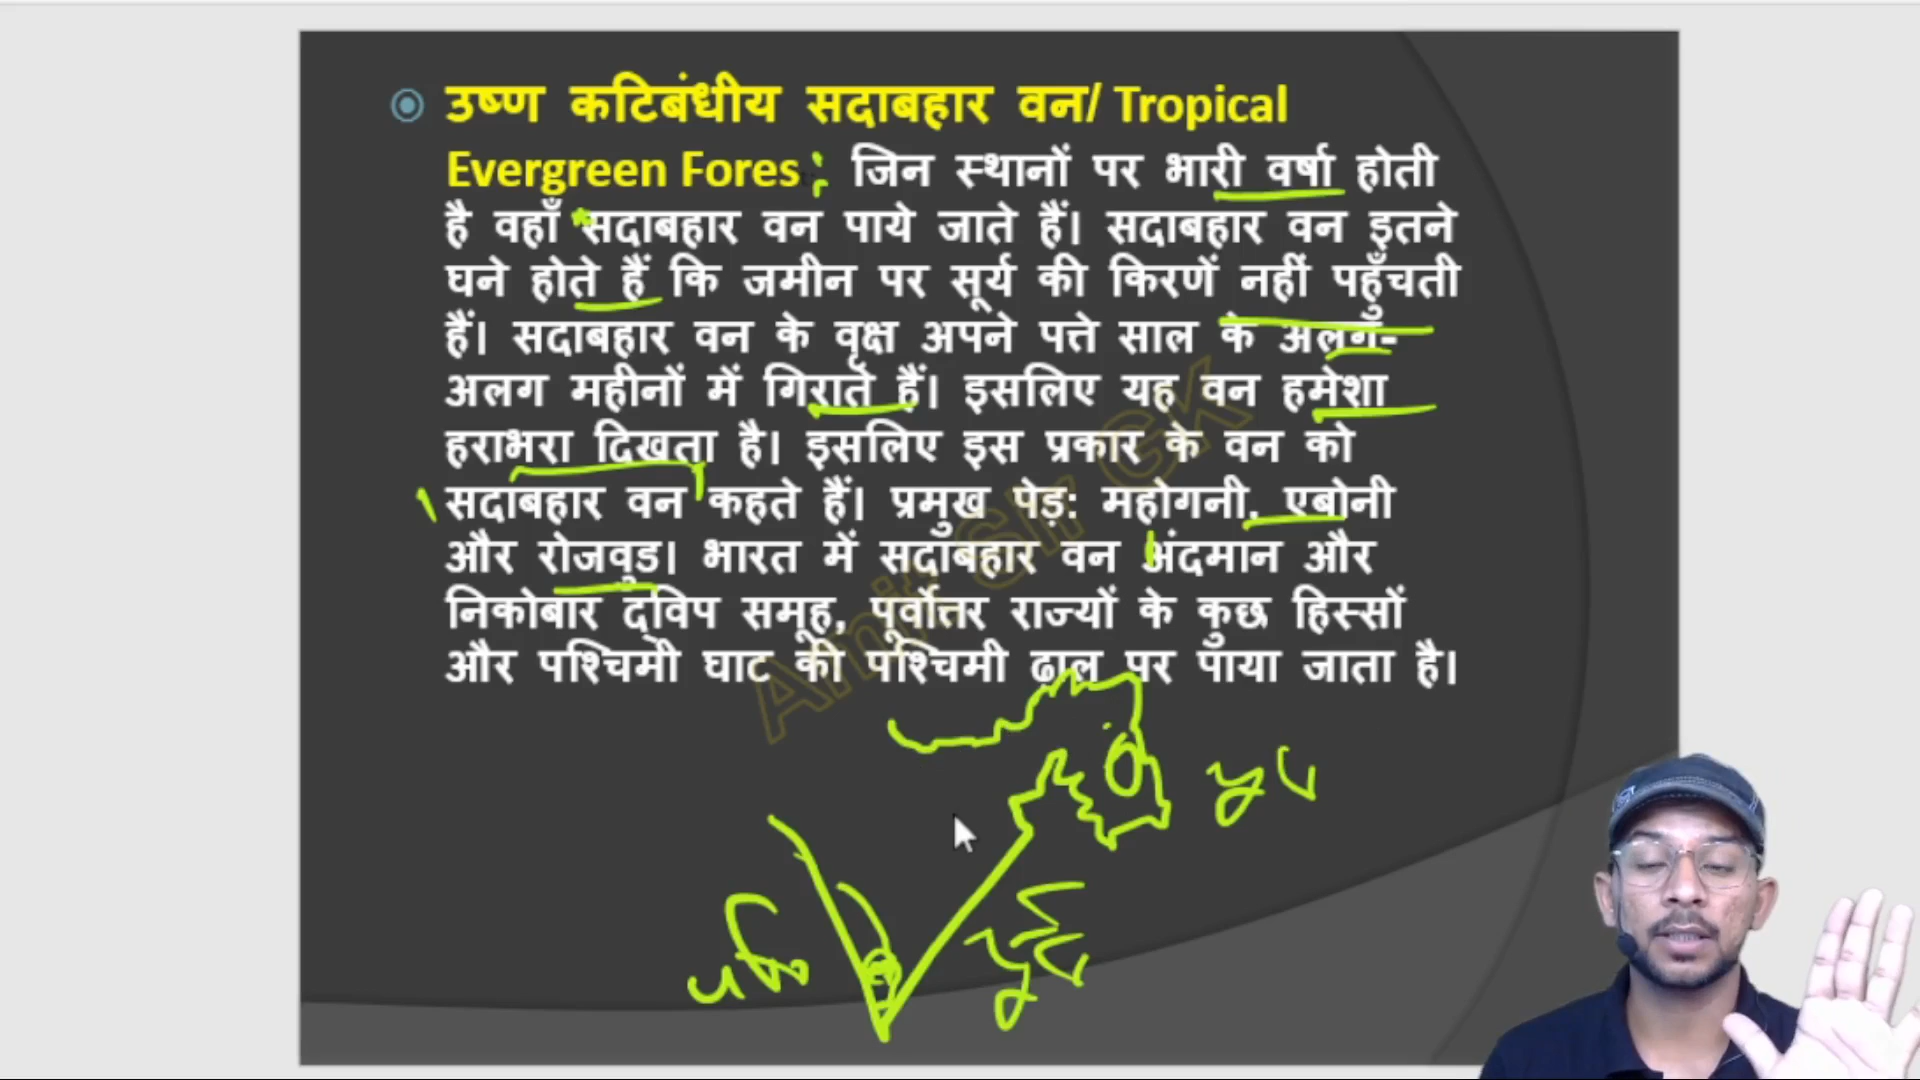 उष्ण कटिबंधीय सदाबहार वन/ Tropical
Evergreen Fores: जिन स्थानों पर भारी वर्षा होती
है वहाँ सदाबहार वन पाये जाते हैं। सदाबहार वन इतने
घने होते हैं कि जमीन पर सूर्य की किरणें नहीं पहुँचती
हैं। सदाबहार वन के वृक्ष अपने पत्ते साल के अलग-
अलग महीनों में गिराते हैं। इसलिए यह वन हमेशा
हराभरा दिखता है। इसलिए इस प्रकार के वन को
सदाबहार वन कहते हैं। प्रमुख पेड़: महोगनी, एबोनी
और रोजवुड। भारत में सदाबहार वन अंदमान और
निकोबार द्विप समूह, पूर्वोत्तर राज्यों के कुछ हिस्सों
और पश्चिमी घाट की पश्चिमी ढ़ाल पर पाया जाता है।
Amit Sir GK